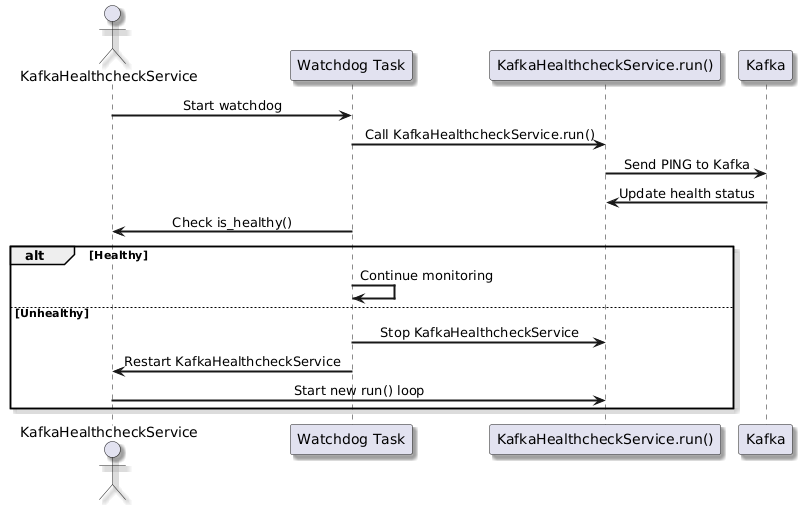 KafkaHealthcheckService
Watchdog Task
KafkaHealthcheckService.run()
Kafka
Start watchdog
Call KafkaHealthcheckService.run()
Send PING to Kafka
Update health status
Check is_healthy()
alt
[Healthy]
Continue monitoring
[Unhealthy]
Stop KafkaHealthcheckService
Restart KafkaHealthcheckService
Start new run() loop
KafkaHealthcheckService
Watchdog Task
KafkaHealthcheckService.run()
Kafka